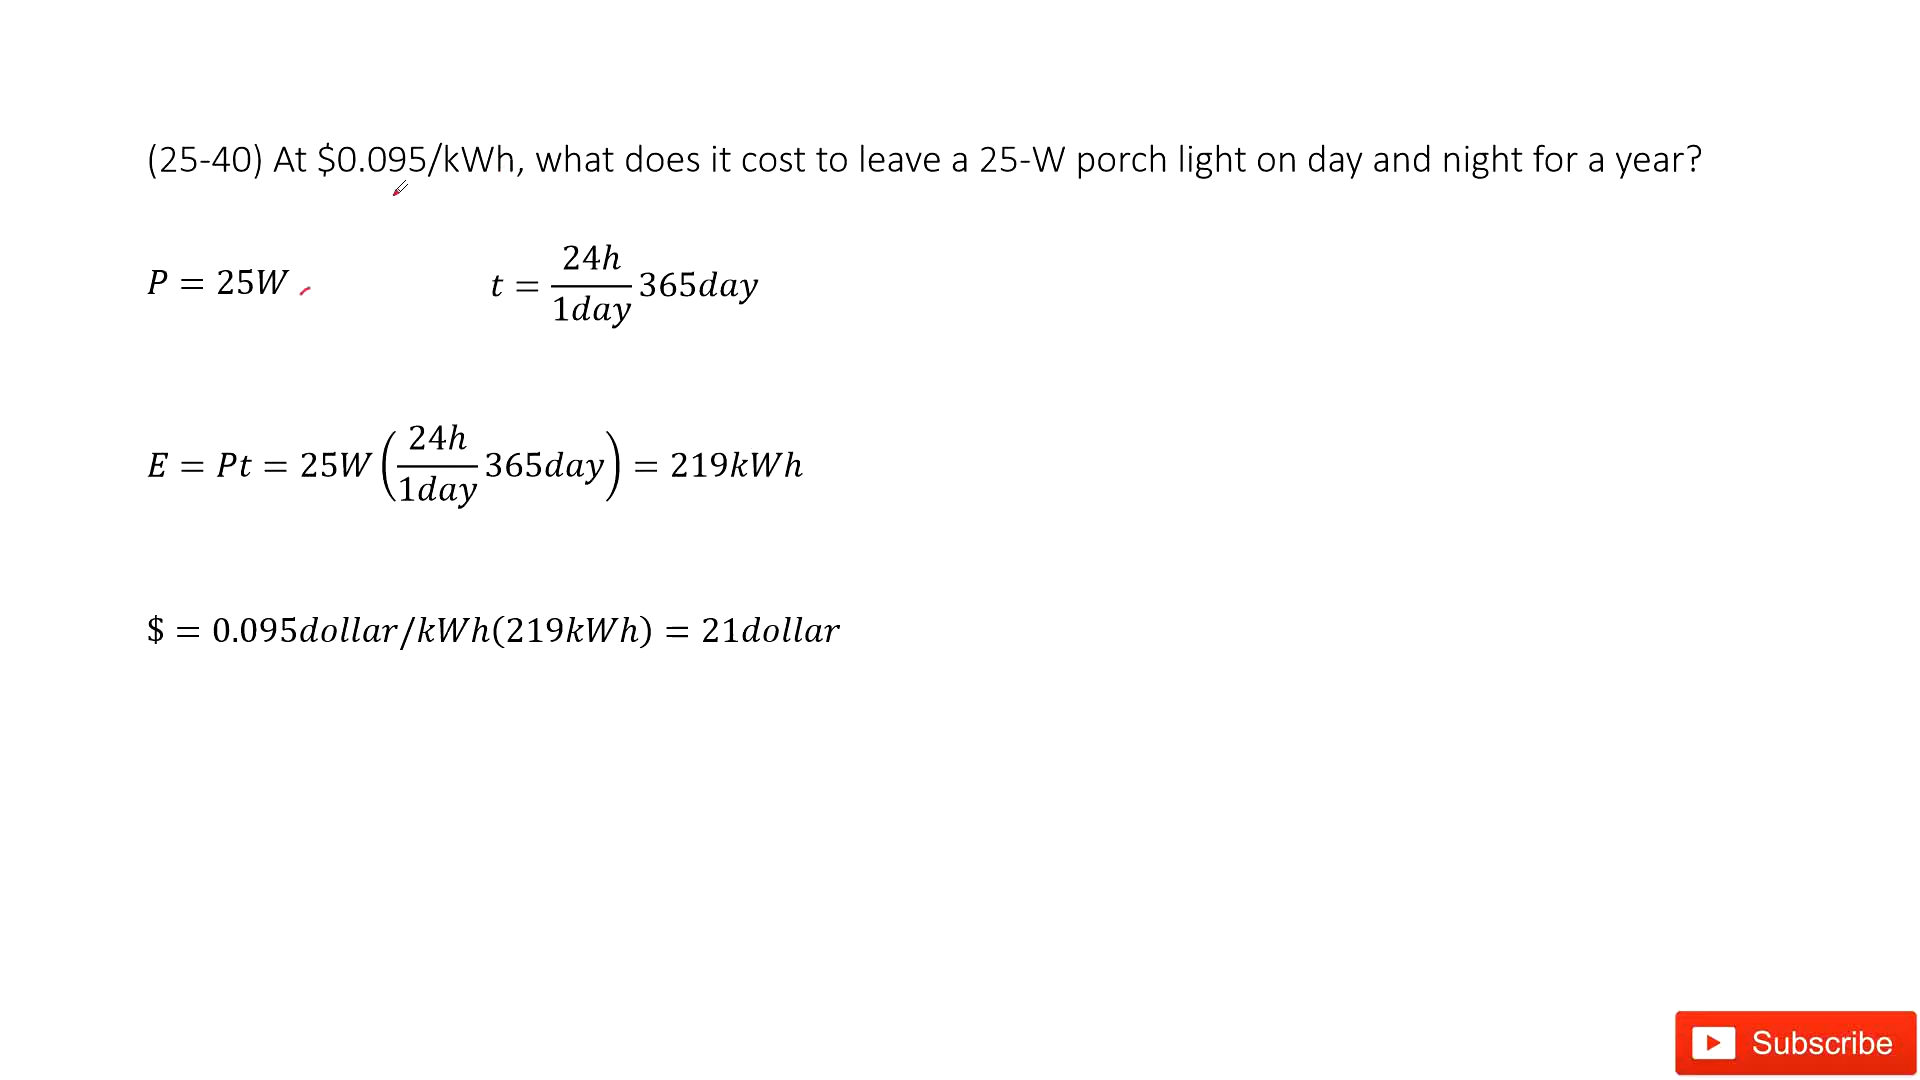 (25-40) At $0.095/kWh, what does it cost to leave a 25-W porch light on day and night for a year?
P = 25W
t = 24h/1day 365day
E = Pt = 25W(24h/1day 365day) = 219kWh
$ = 0.095dollar/kWh(219kWh) = 21dollar
Subscribe